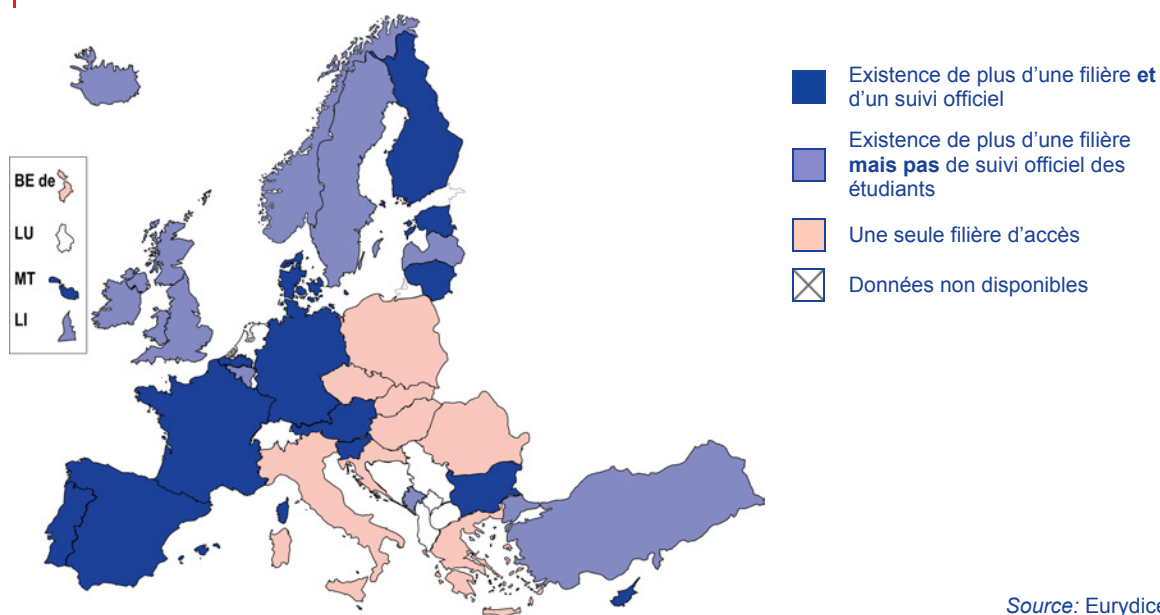 Existence de plus d'une filière et
d'un suivi officiel
Existence de plus d'une filière
mais pas de suivi officiel des
étudiants
Une seule filière d'accès
Données non disponibles
BE de
LU
MT
LI
Source: Eurydice